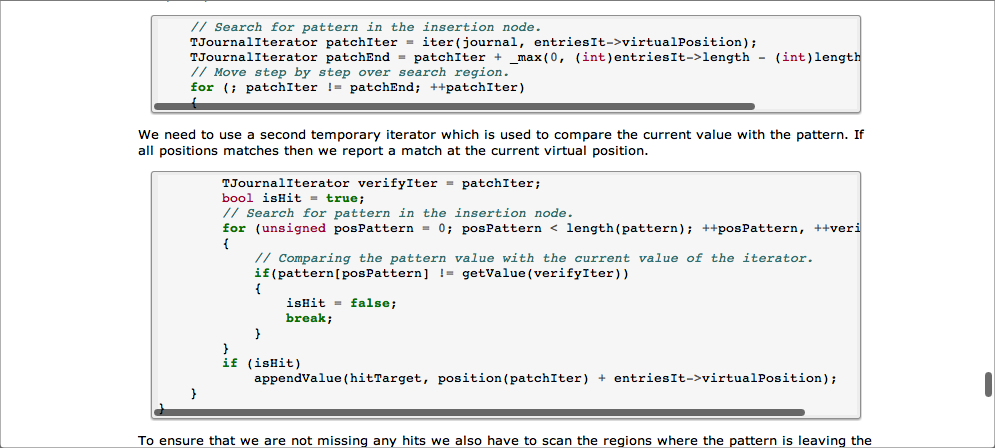 // Search for pattern in the insertion node.
TJournalIterator patchIter = iter(journal, entriesIt->virtualPosition);
TJournalIterator patchEnd = patchIter + _max(0, (int)entriesIt->length - (int)length
// Move step by step over search region.
for (; patchIter != patchEnd; ++patchIter)
{
We need to use a second temporary iterator which is used to compare the current value with the pattern. If
all positions matches then we report a match at the current virtual position.
TJournalIterator verifyIter = patchIter;
bool isHit = true;
// Search for pattern in the insertion node.
for (unsigned posPattern = 0; posPattern < length(pattern); ++posPattern, ++veri
{
// Comparing the pattern value with the current value of the iterator.
if(pattern[posPattern] != getValue(verifyIter))
{
isHit = false;
break;
}
}
if (isHit)
appendValue(hitTarget, position(patchIter) + entriesIt->virtualPosition);
}
}
To ensure that we are not missing any hits we also have to scan the regions where the pattern is leaving the